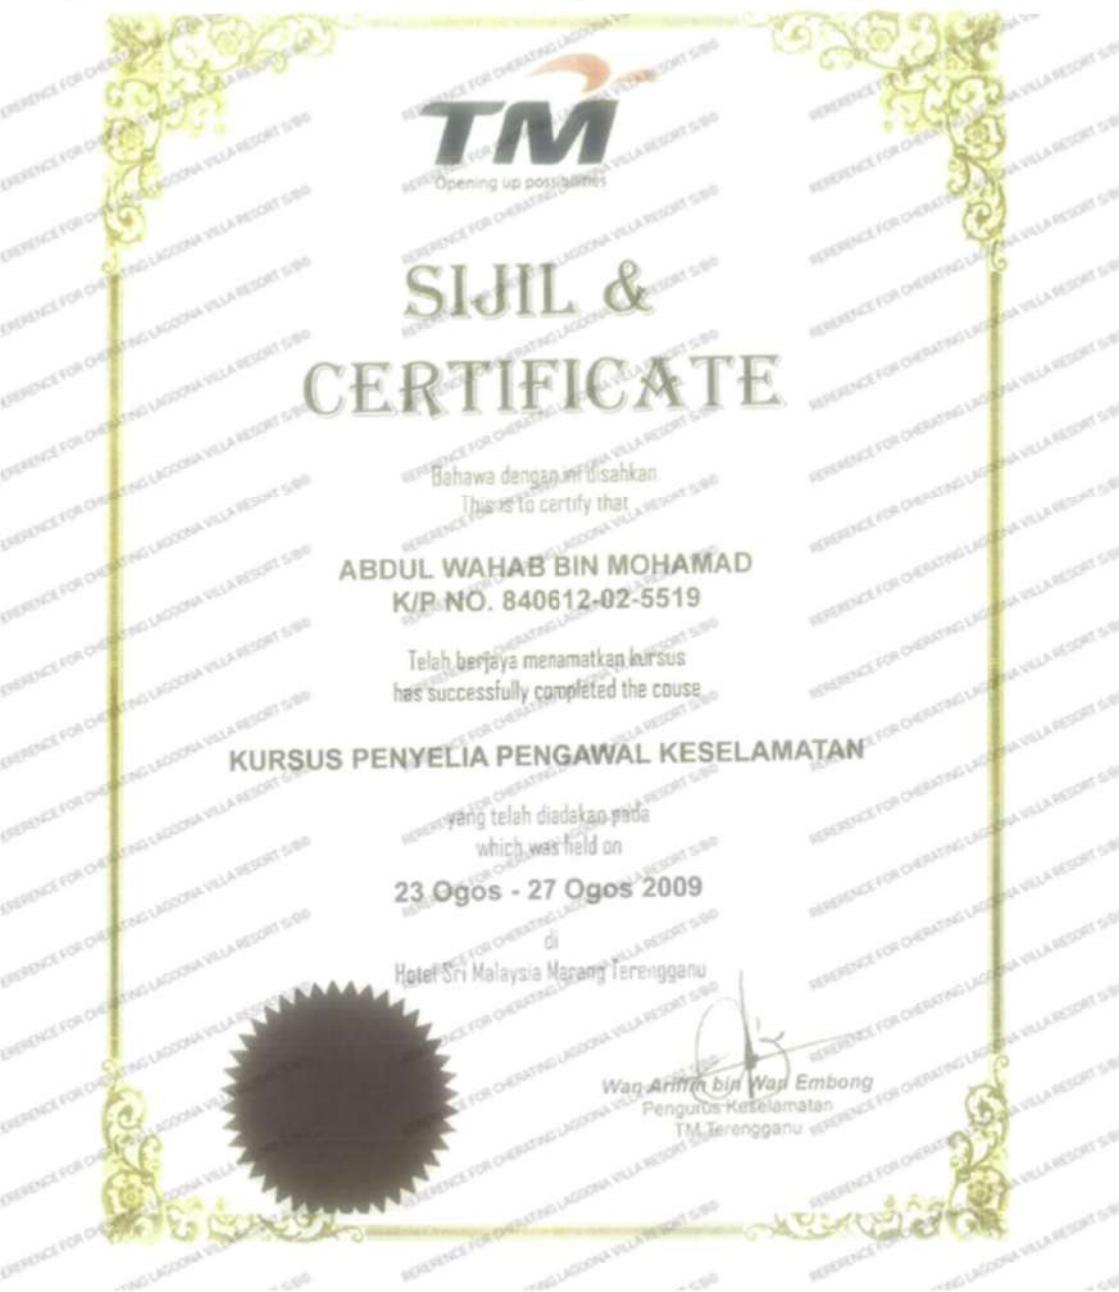 TM
Opening up possibilities
SIJIL &
CERTIFICATE
Bahawa dengan ini disahkan
This is to certify that
ABDUL WAHAB BIN MOHAMAD
K/P NO. 840612-02-5519
Telah berjaya menamatkan kursus
has successfully completed the couse
KURSUS PENYELIA PENGAWAL KESELAMATAN
yang telah diadakan pada
which was held on
23 Ogos - 27 Ogos 2009
di
Hotel Sri Malaysia Marang Terengganu
Wan Ariffin bin Wan Embong
Pengurus Keselamatan
TM Terengganu
REFERENCE FOR CHERATING LAGOONA VILLA RESORT S/BD